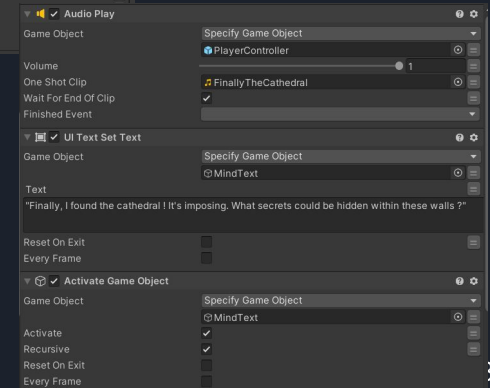 Audio Play
Game Object Specify Game Object
PlayerController
Volume 1
One Shot Clip FinallyTheCathedral
Wait For End Of Clip
Finished Event
UI Text Set Text
Game Object Specify Game Object
MindText
Text
"Finally, I found the cathedral ! It's imposing. What secrets could be hidden within these walls ?"
Reset On Exit
Every Frame
Activate Game Object
Game Object Specify Game Object
MindText
Activate
Recursive
Reset On Exit
Every Frame